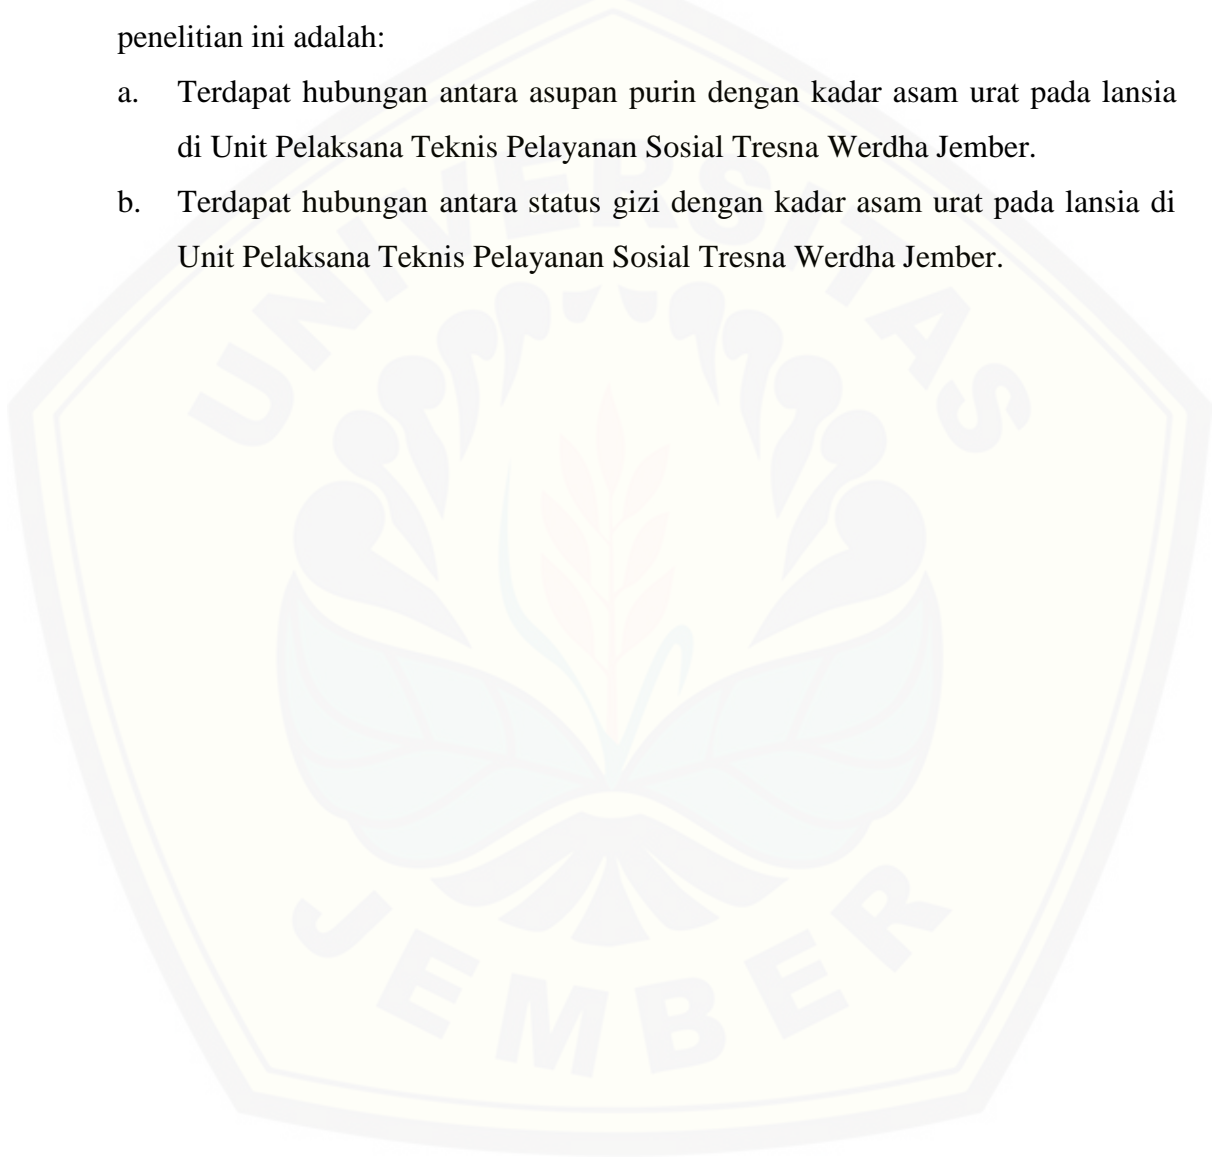 penelitian ini adalah:
a. Terdapat hubungan antara asupan purin dengan kadar asam urat pada lansia
di Unit Pelaksana Teknis Pelayanan Sosial Tresna Werdha Jember.
b. Terdapat hubungan antara status gizi dengan kadar asam urat pada lansia di
Unit Pelaksana Teknis Pelayanan Sosial Tresna Werdha Jember.
UNIVERSITAS
JEMBER